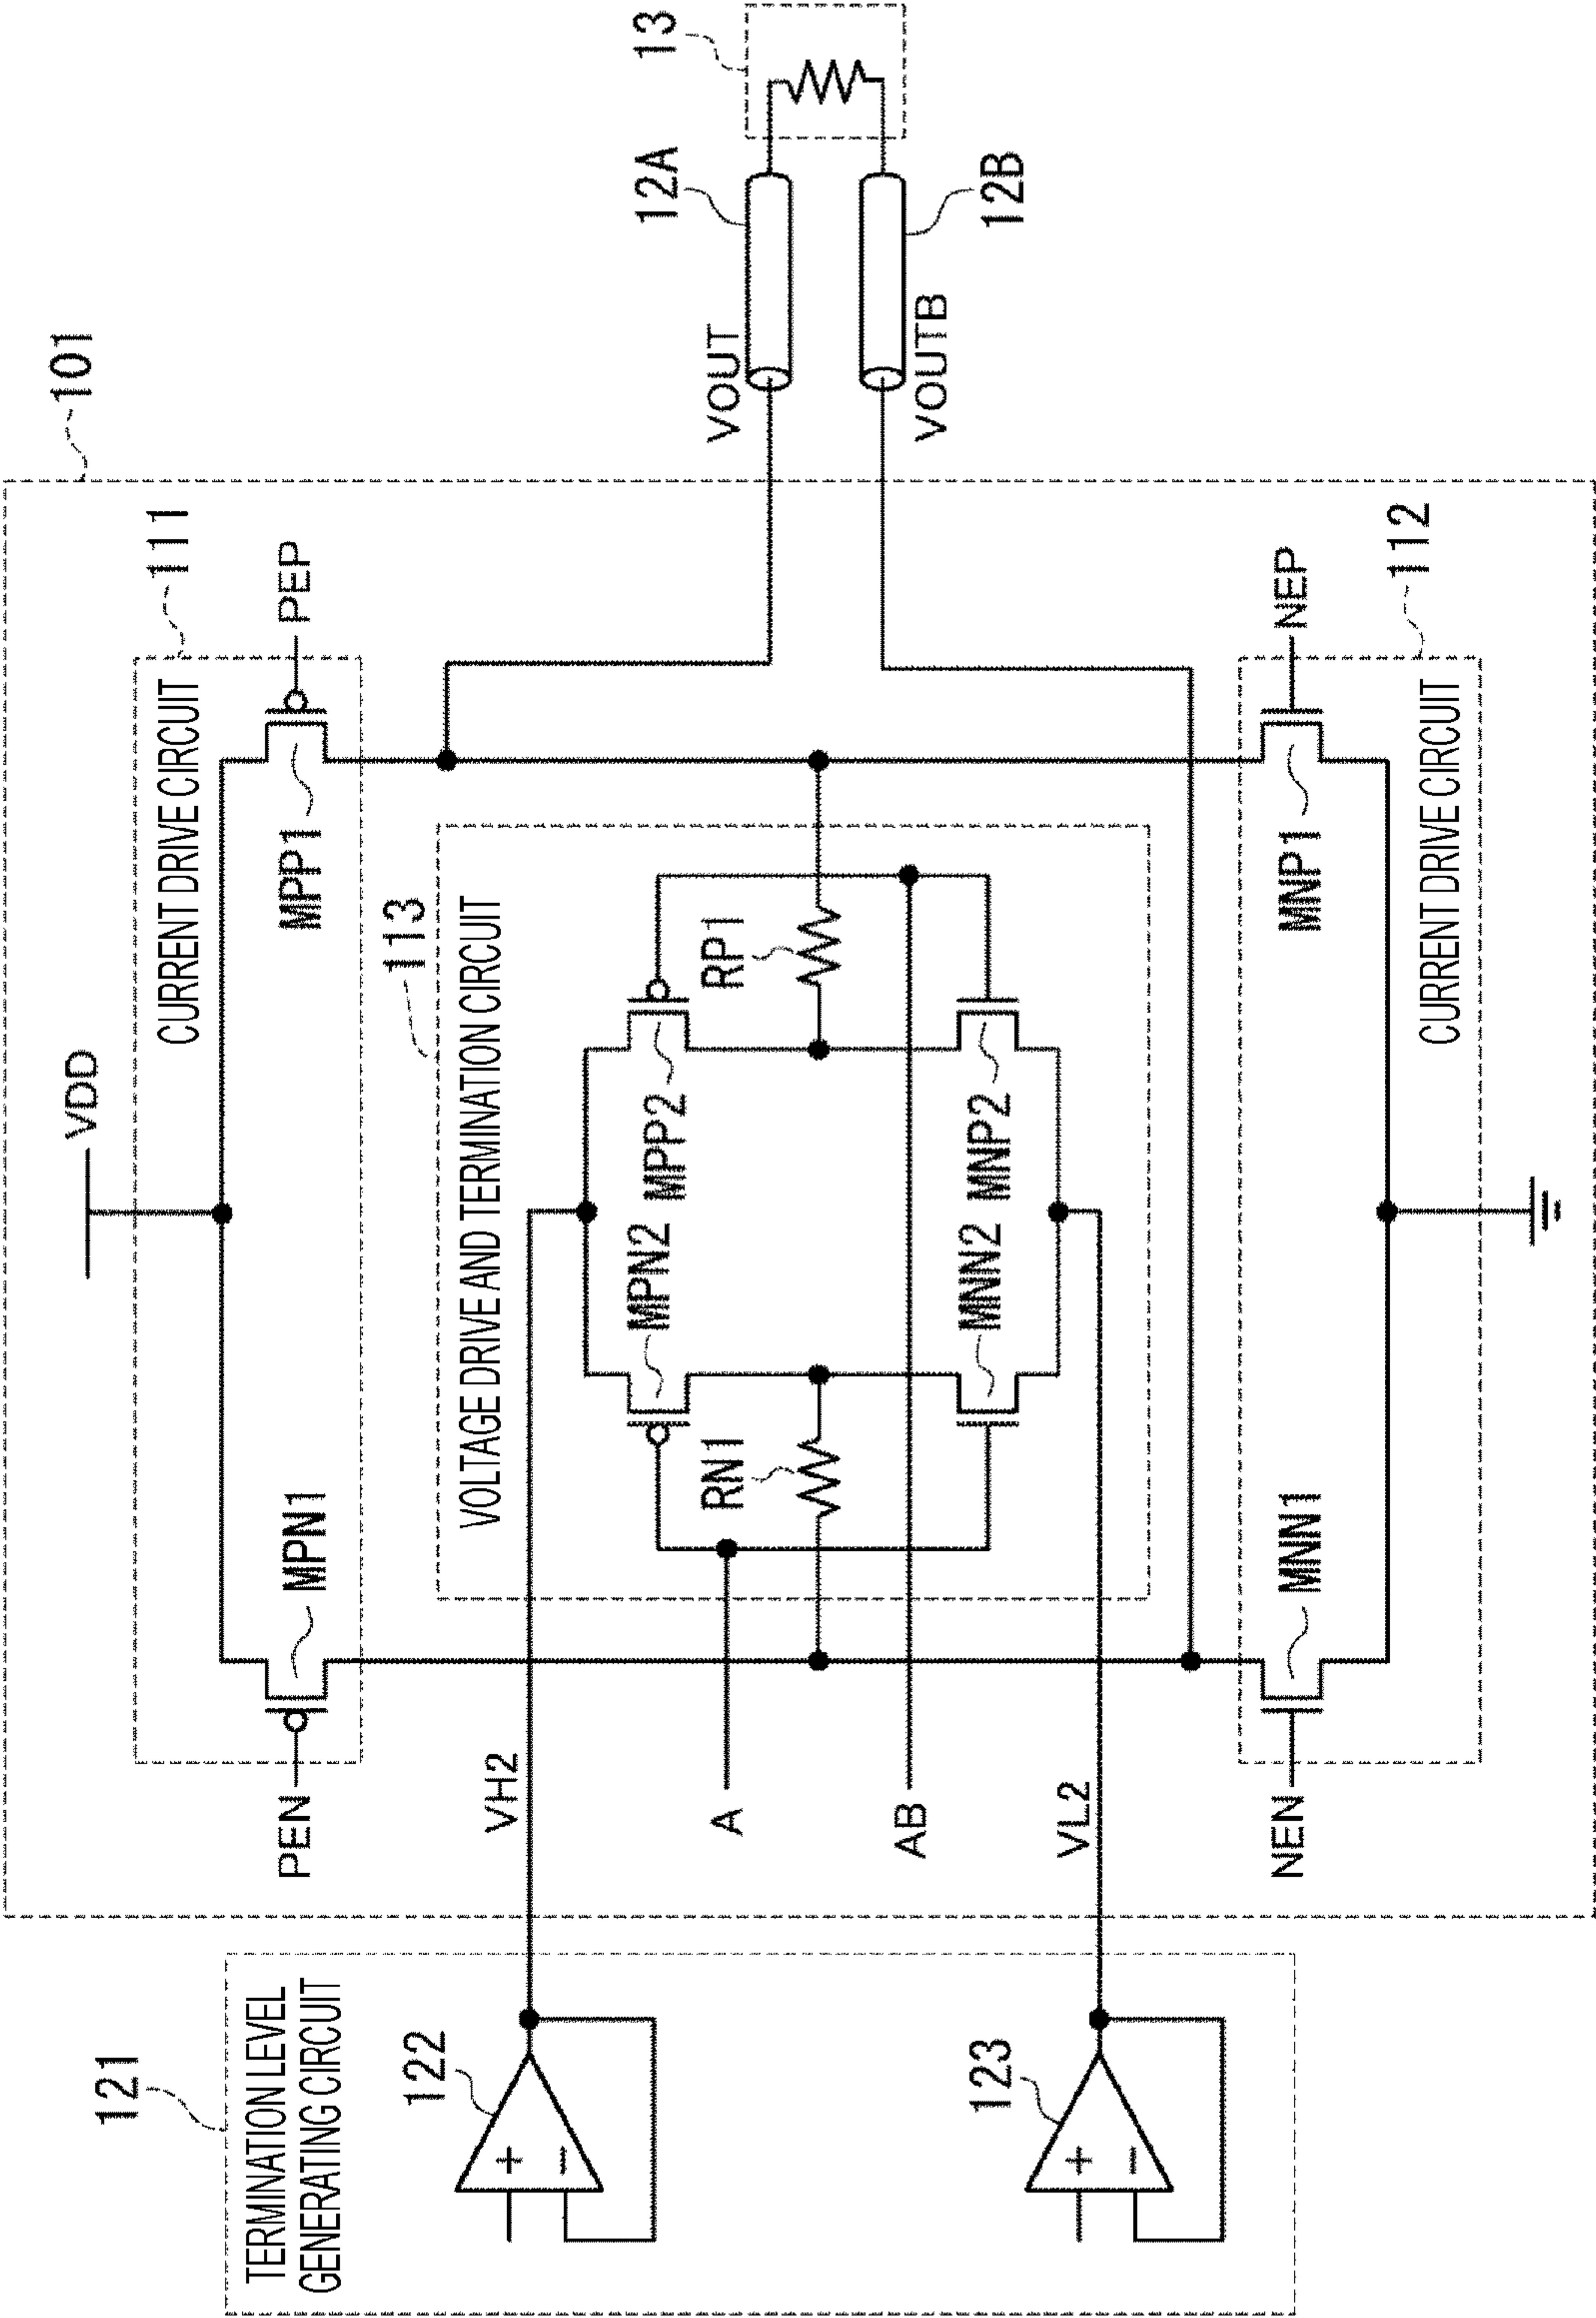 101
VDD
111
CURRENT DRIVE CIRCUIT
PEN
MPN1
MPP1
PEP
121
TERMINATION LEVEL
GENERATING CIRCUIT
122
+
−
VH2
113
VOLTAGE DRIVE AND TERMINATION CIRCUIT
MPN2
MPP2
RN1
RP1
A
AB
MNN2
MNP2
VL2
123
+
−
VOUT
12A
13
VOUTB
12B
NEN
MNN1
MNP1
NEP
CURRENT DRIVE CIRCUIT
112